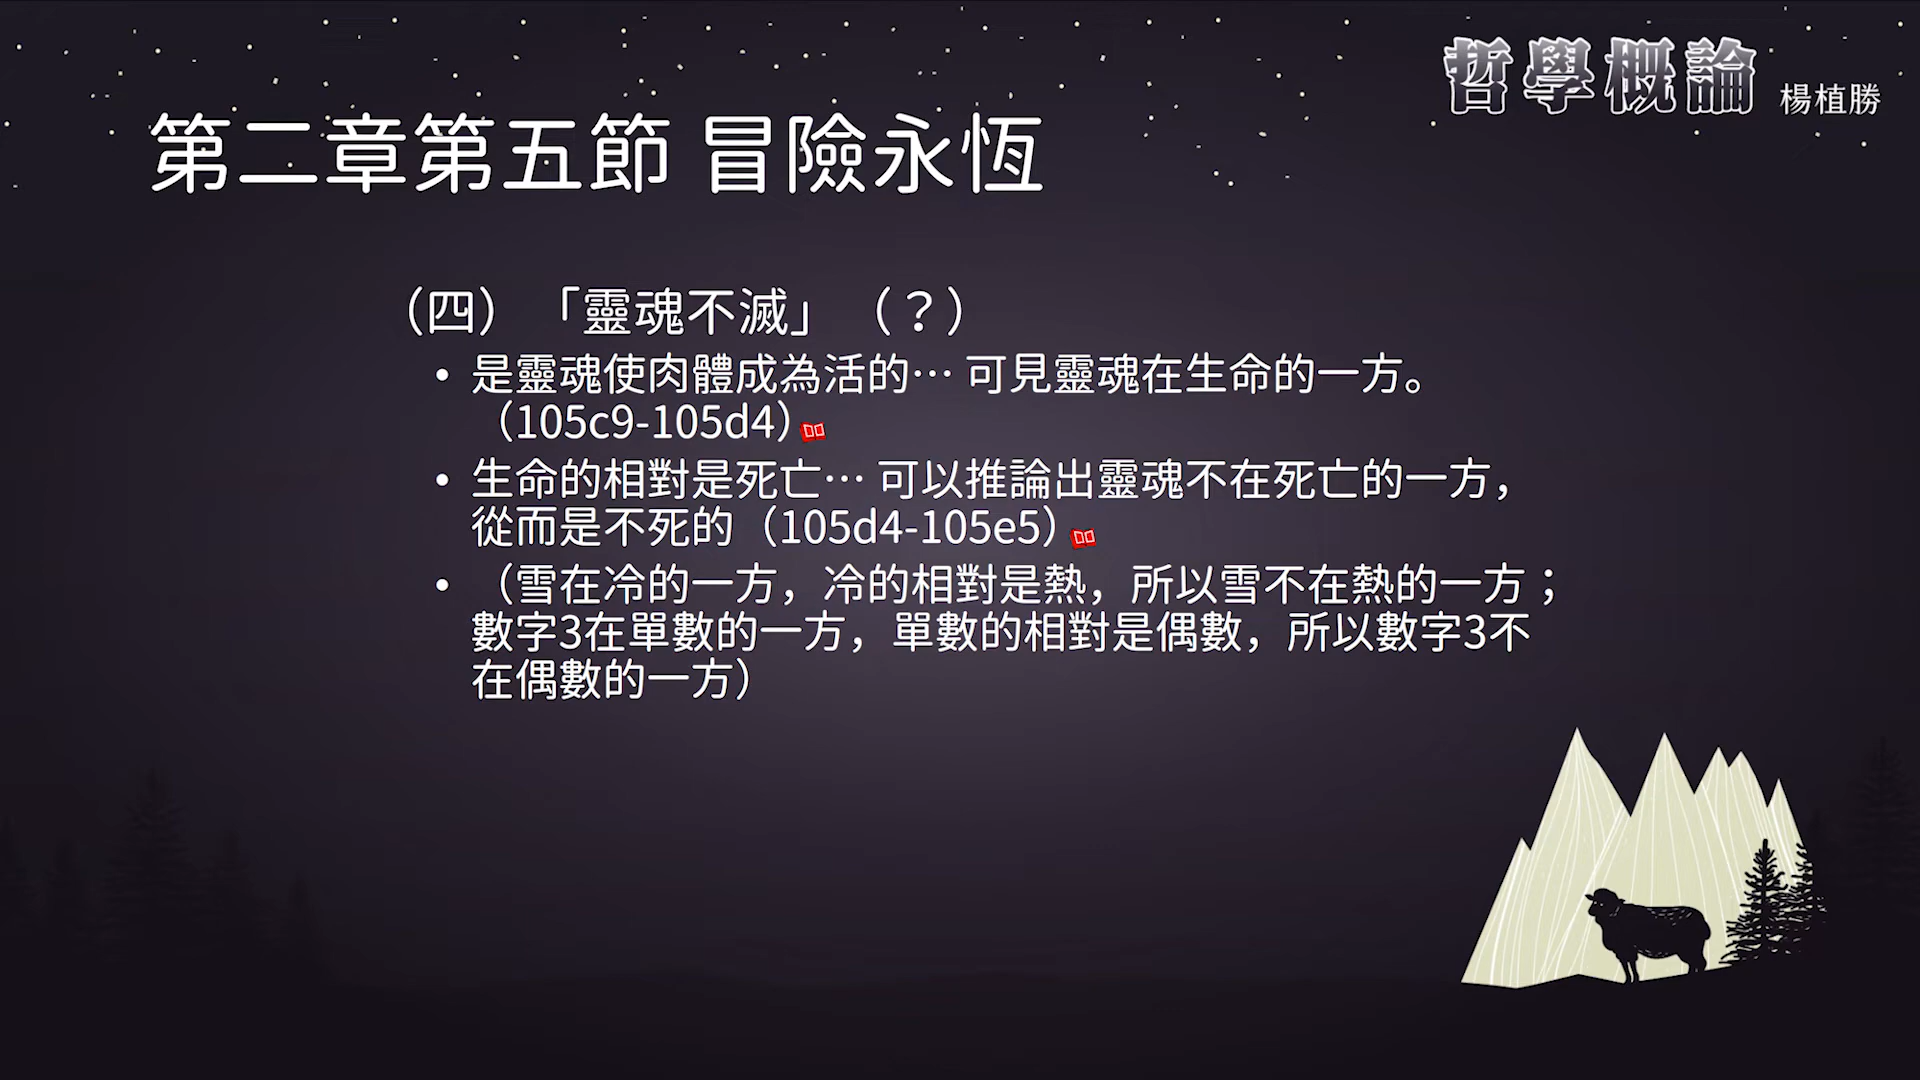 哲學概論 楊植勝
第二章第五節 冒險永恆
（四）「靈魂不滅」（？）
• 是靈魂使肉體成為活的⋯ 可見靈魂在生命的一方。
（105c9-105d4）
• 生命的相對是死亡⋯ 可以推論出靈魂不在死亡的一方，
從而是不死的（105d4-105e5）
• （雪在冷的一方，冷的相對是熱，所以雪不在熱的一方；
數字3在單數的一方，單數的相對是偶數，所以數字3不
在偶數的一方）